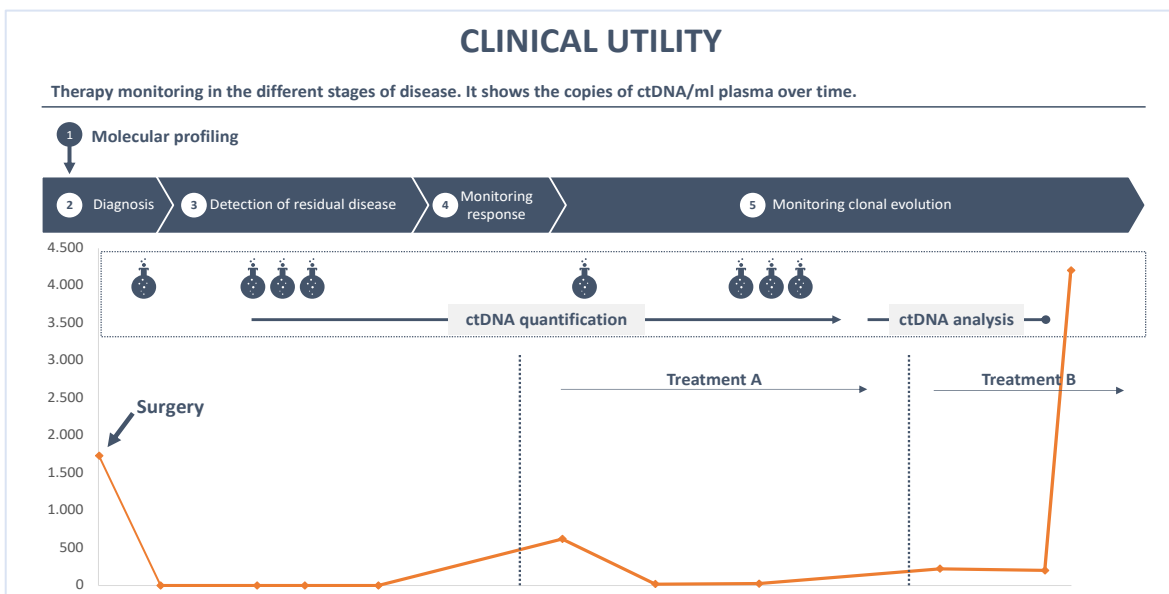 CLINICAL UTILITY
Therapy monitoring in the different stages of disease. It shows the copies of ctDNA/ml plasma over time.
1 Molecular profiling
2 Diagnosis
3 Detection of residual disease
4 Monitoring
response
5 Monitoring clonal evolution
4.500
4.000
3.500
3.000
2.500
2.000
1.500
1.000
500
0
ctDNA quantification
ctDNA analysis
Treatment A
Treatment B
Surgery